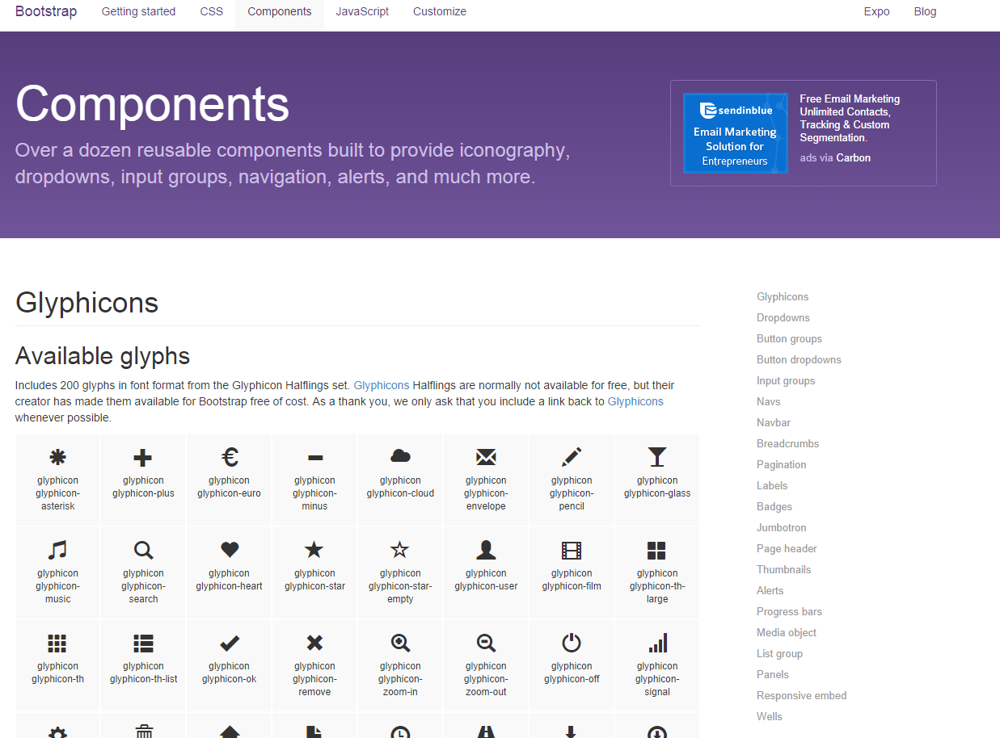 Bootstrap Getting started CSS Components JavaScript Customize Expo Blog
Components
Over a dozen reusable components built to provide iconography,
dropdowns, input groups, navigation, alerts, and much more.
sendinblue
Email Marketing
Solution for
Entrepreneurs
Free Email Marketing
Unlimited Contacts,
Tracking & Custom
Segmentation.
ads via Carbon
Glyphicons
Available glyphs
Includes 200 glyphs in font format from the Glyphicon Halflings set. Glyphicons Halflings are normally not available for free, but their
creator has made them available for Bootstrap free of cost. As a thank you, we only ask that you include a link back to Glyphicons
whenever possible.
glyphicon
glyphicon-
asterisk
glyphicon
glyphicon-plus
glyphicon
glyphicon-euro
glyphicon
glyphicon-
minus
glyphicon
glyphicon-cloud
glyphicon
glyphicon-
envelope
glyphicon
glyphicon-
pencil
glyphicon
glyphicon-glass
glyphicon
glyphicon-
music
glyphicon
glyphicon-
search
glyphicon
glyphicon-heart
glyphicon
glyphicon-star
glyphicon
glyphicon-star-
empty
glyphicon
glyphicon-user
glyphicon
glyphicon-film
glyphicon
glyphicon-th-
large
glyphicon
glyphicon-th
glyphicon
glyphicon-th-list
glyphicon
glyphicon-ok
glyphicon
glyphicon-
remove
glyphicon
glyphicon-
zoom-in
glyphicon
glyphicon-
zoom-out
glyphicon
glyphicon-off
glyphicon
glyphicon-
signal
Glyphicons
Dropdowns
Button groups
Button dropdowns
Input groups
Navs
Navbar
Breadcrumbs
Pagination
Labels
Badges
Jumbotron
Page header
Thumbnails
Alerts
Progress bars
Media object
List group
Panels
Responsive embed
Wells